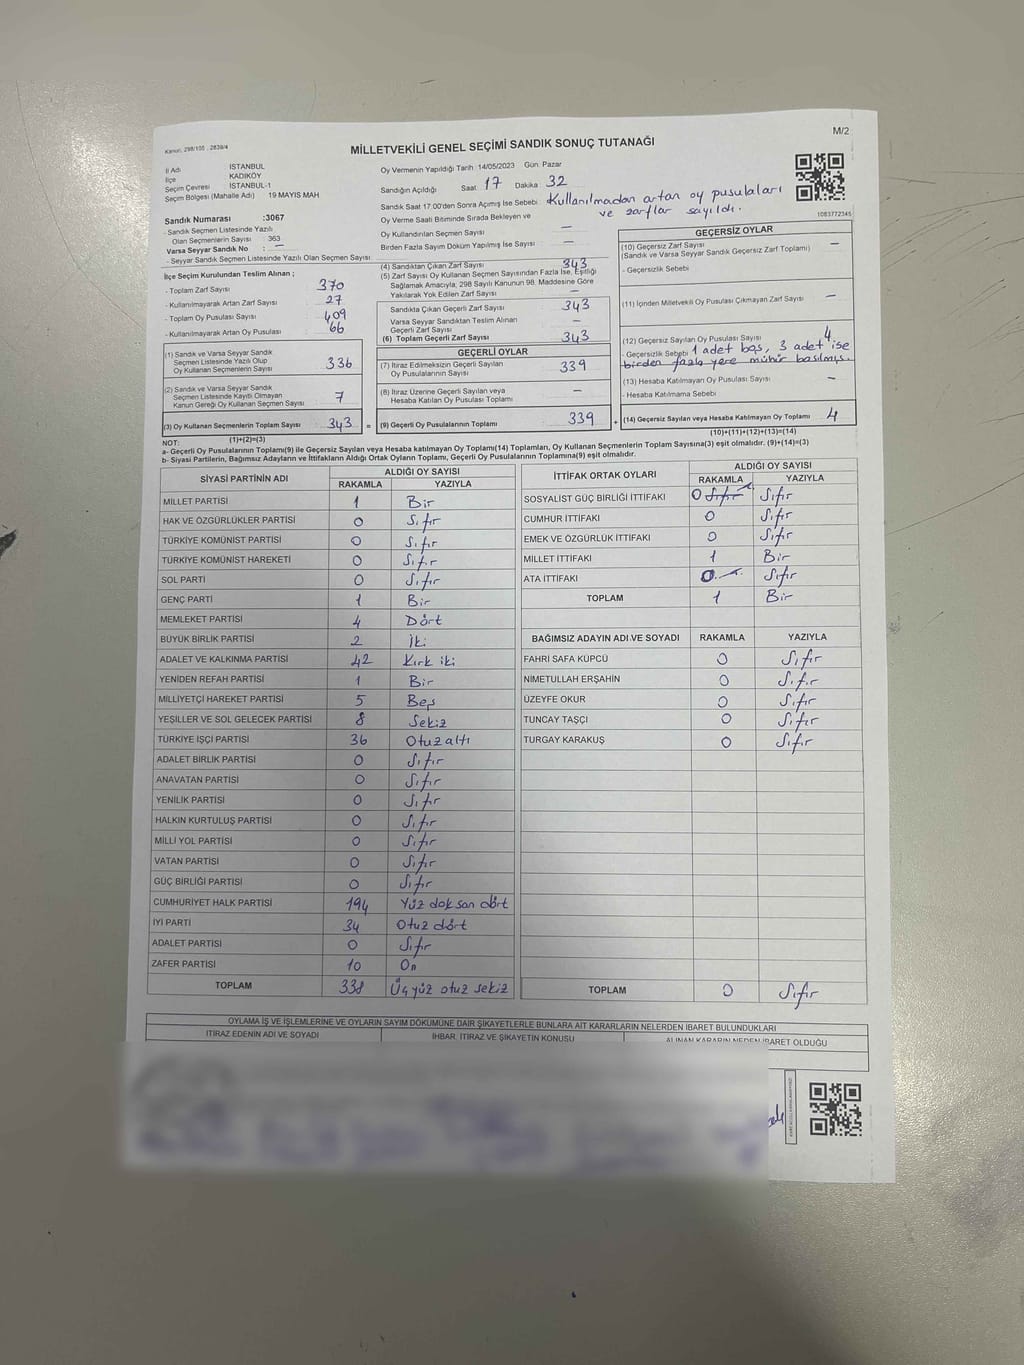 M/2
Kanun: 298/105 , 2839/4
MİLLETVEKİLİ GENEL SEÇİMİ SANDIK SONUÇ TUTANAĞI
İl Adı İSTANBUL
İlçe KADIKÖY
Seçim Çevresi İSTANBUL-1
Seçim Bölgesi (Mahalle Adı) 19 MAYIS MAH
Oy Vermenin Yapıldığı Tarih: 14/05/2023 Gün: Pazar
Sandığın Açıldığı Saat 17 Dakika: 32
Sandık Saat 17:00'den Sonra Açımış İse Sebebi Kullanılmadan artan oy pusulaları
ve zarflar sayıldı.
Oy Verme Saati Bitiminde Sırada Bekleyen ve
Oy Kullandırılan Seçmen Sayısı —
Birden Fazla Sayım Döküm Yapılmış İse Sayısı —
1083772345
Sandık Numarası :3067
- Sandık Seçmen Listesinde Yazılı
Olan Seçmenlerin Sayısı : 363
Varsa Seyyar Sandık No : —
- Seyyar Sandık Seçmen Listesinde Yazılı Olan Seçmen Sayısı:
İlçe Seçim Kurulundan Teslim Alınan ;
- Toplam Zarf Sayısı 370
- Kullanılmayarak Artan Zarf Sayısı 27
- Toplam Oy Pusulası Sayısı 409
- Kullanılmayarak Artan Oy Pusulası 66
(1) Sandık ve Varsa Seyyar Sandık
Seçmen Listesinde Yazılı Olup
Oy Kullanan Seçmenlerin Sayısı 336
(2) Sandık ve Varsa Seyyar Sandık
Seçmen Listesinde Kayıtlı Olmayan
Kanun Gereği Oy Kullanan Seçmen Sayısı 7
(3) Oy Kullanan Seçmenlerin Toplam Sayısı 343 =
(1)+(2)=(3)
(4) Sandıktan Çıkan Zarf Sayısı 343
(5) Zarf Sayısı Oy Kullanan Seçmen Sayısından Fazla İse, Eşitliği
Sağlamak Amacıyla, 298 Sayılı Kanunun 98. Maddesine Göre
Yakılarak Yok Edilen Zarf Sayısı —
Sandıkta Çıkan Geçerli Zarf Sayısı 343
Varsa Seyyar Sandıktan Teslim Alınan
Geçerli Zarf Sayısı —
(6) Toplam Geçerli Zarf Sayısı 343
GEÇERLİ OYLAR
(7) İtiraz Edilmeksizin Geçerli Sayılan
Oy Pusulalarının Sayısı 339
(8) İtiraz Üzerine Geçerli Sayılan veya
Hesaba Katılan Oy Pusulası Toplamı —
(9) Geçerli Oy Pusulalarının Toplamı 339 +
GEÇERSİZ OYLAR
(10) Geçersiz Zarf Sayısı —
(Sandık ve Varsa Seyyar Sandık Geçersiz Zarf Toplamı)
- Geçersizlik Sebebi
(11) İçinden Milletvekili Oy Pusulası Çıkmayan Zarf Sayısı —
(12) Geçersiz Sayılan Oy Pusulası Sayısı 4
- Geçersizlik Sebebi 1 adet boş, 3 adet ise
birden fazla yere mühür basılmış.
(13) Hesaba Katılmayan Oy Pusulası Sayısı —
- Hesaba Katılmama Sebebi
(14) Geçersiz Sayılan veya Hesaba Katılmayan Oy Toplamı 4
(10)+(11)+(12)+(13)=(14)
NOT:
a- Geçerli Oy Pusulalarının Toplamı(9) ile Geçersiz Sayılan veya Hesaba katılmayan Oy Toplamı(14) Toplamları, Oy Kullanan Seçmenlerin Toplam Sayısına(3) eşit olmalıdır. (9)+(14)=(3)
b- Siyasi Partilerin, Bağımsız Adayların ve İttifakların Aldığı Ortak Oyların Toplamı, Geçerli Oy Pusulalarının Toplamına(9) eşit olmalıdır.
SİYASİ PARTİNİN ADI ALDIĞI OY SAYISI
RAKAMLA YAZIYLA
MİLLET PARTİSİ 1 Bir
HAK VE ÖZGÜRLÜKLER PARTİSİ 0 Sıfır
TÜRKİYE KOMÜNİST PARTİSİ 0 Sıfır
TÜRKİYE KOMÜNİST HAREKETİ 0 Sıfır
SOL PARTİ 0 Sıfır
GENÇ PARTİ 1 Bir
MEMLEKET PARTİSİ 4 Dört
BÜYÜK BİRLİK PARTİSİ 2 İki
ADALET VE KALKINMA PARTİSİ 42 Kırk iki
YENİDEN REFAH PARTİSİ 1 Bir
MİLLİYETÇİ HAREKET PARTİSİ 5 Beş
YEŞİLLER VE SOL GELECEK PARTİSİ 8 Sekiz
TÜRKİYE İŞÇİ PARTİSİ 36 Otuz altı
ADALET BİRLİK PARTİSİ 0 Sıfır
ANAVATAN PARTİSİ 0 Sıfır
YENİLİK PARTİSİ 0 Sıfır
HALKIN KURTULUŞ PARTİSİ 0 Sıfır
MİLLİ YOL PARTİSİ 0 Sıfır
VATAN PARTİSİ 0 Sıfır
GÜÇ BİRLİĞİ PARTİSİ 0 Sıfır
CUMHURİYET HALK PARTİSİ 194 Yüz doksan dört
İYİ PARTİ 34 Otuz dört
ADALET PARTİSİ 0 Sıfır
ZAFER PARTİSİ 10 On
TOPLAM 338 Üç yüz otuz sekiz
İTTİFAK ORTAK OYLARI ALDIĞI OY SAYISI
RAKAMLA YAZIYLA
SOSYALİST GÜÇ BİRLİĞİ İTTİFAKI 0 Sıfır Sıfır
CUMHUR İTTİFAKI 0 Sıfır
EMEK VE ÖZGÜRLÜK İTTİFAKI 0 Sıfır
MİLLET İTTİFAKI 1 Bir
ATA İTTİFAKI 0 Sıfır
TOPLAM 1 Bir
BAĞIMSIZ ADAYIN ADI VE SOYADI RAKAMLA YAZIYLA
FAHRİ SAFA KÜPCÜ 0 Sıfır
NİMETULLAH ERŞAHİN 0 Sıfır
ÜZEYFE OKUR 0 Sıfır
TUNCAY TAŞÇI 0 Sıfır
TURGAY KARAKUŞ 0 Sıfır
TOPLAM 0 Sıfır
OYLAMA İŞ VE İŞLEMLERİNE VE OYLARIN SAYIM DÖKÜMÜNE DAİR ŞİKAYETLERLE BUNLARA AİT KARARLARIN NELERDEN İBARET BULUNDUKLARI
İTİRAZ EDENİN ADI VE SOYADI İHBAR, İTİRAZ VE ŞİKAYETİN KONUSU ALINAN KARARIN NEDEN İBARET OLDUĞU